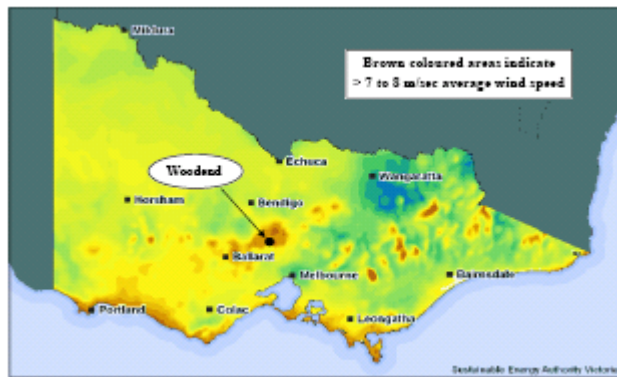 Mildura
Brown coloured areas indicate
> 7 to 8 m/sec average wind speed
Woodend
Echuca
Wangaratta
Horsham
Bendigo
Ballarat
Melbourne
Bairnsdale
Portland
Colac
Leongatha
Sustainable Energy Authority Victoria